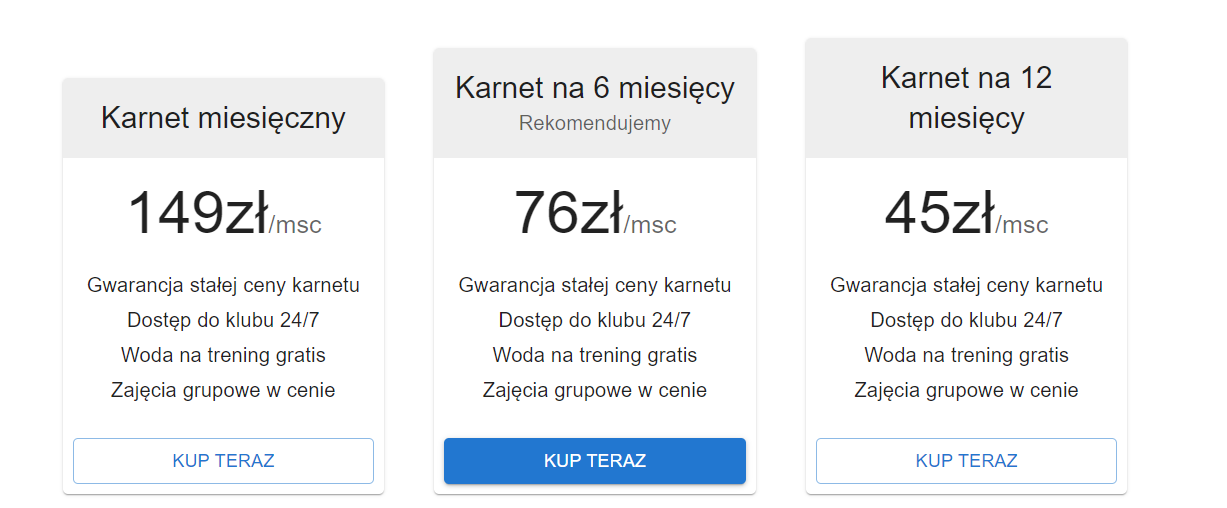 Karnet miesięczny
149zł/msc
Gwarancja stałej ceny karnetu
Dostęp do klubu 24/7
Woda na trening gratis
Zajęcia grupowe w cenie
KUP TERAZ
Karnet na 6 miesięcy
Rekomendujemy
76zł/msc
Gwarancja stałej ceny karnetu
Dostęp do klubu 24/7
Woda na trening gratis
Zajęcia grupowe w cenie
KUP TERAZ
Karnet na 12
miesięcy
45zł/msc
Gwarancja stałej ceny karnetu
Dostęp do klubu 24/7
Woda na trening gratis
Zajęcia grupowe w cenie
KUP TERAZ